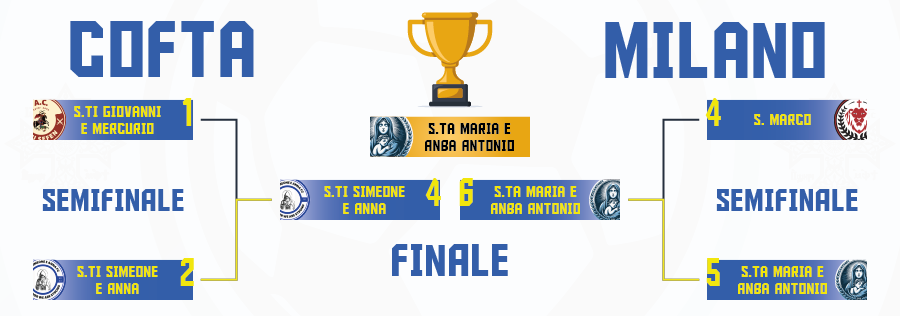 COFTA
MILANO
A.C.
S.TI GIOVANNI
E MERCURIO
1
4
S. MARCO
S.TA MARIA E
ANBA ANTONIO
SEMIFINALE
S.TI SIMEONE
E ANNA
4
6
S.TA MARIA E
ANBA ANTONIO
SEMIFINALE
FINALE
S.TI SIMEONE
E ANNA
2
5
S.TA MARIA E
ANBA ANTONIO